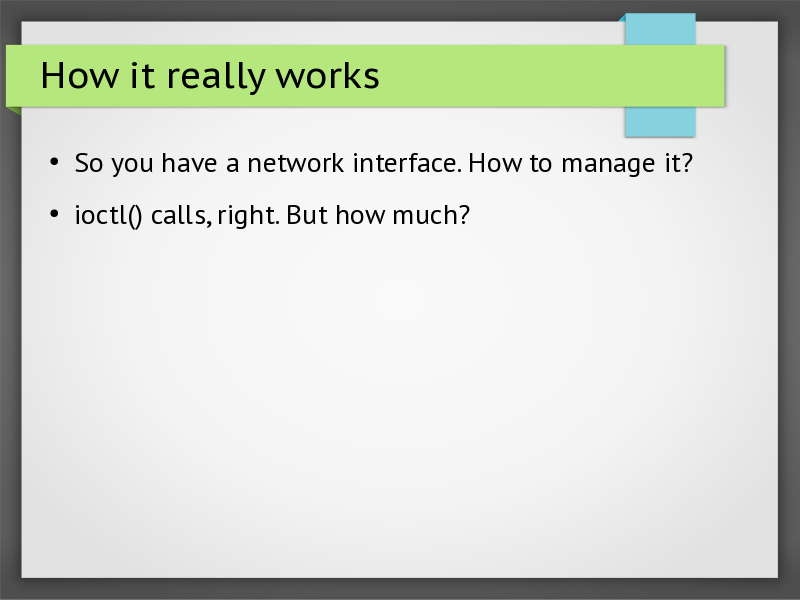 How it really works
• So you have a network interface. How to manage it?
• ioctl() calls, right. But how much?